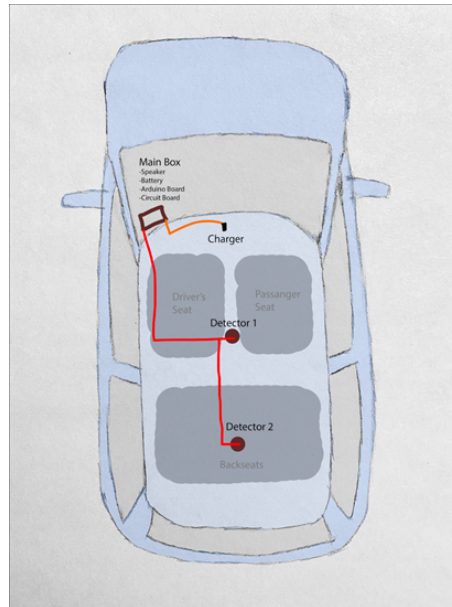 Main Box
-Speaker
-Battery
-Arduino Board
-Circuit Board
Charger
Driver's
Seat
Passanger
Seat
Detector 1
Detector 2
Backseats